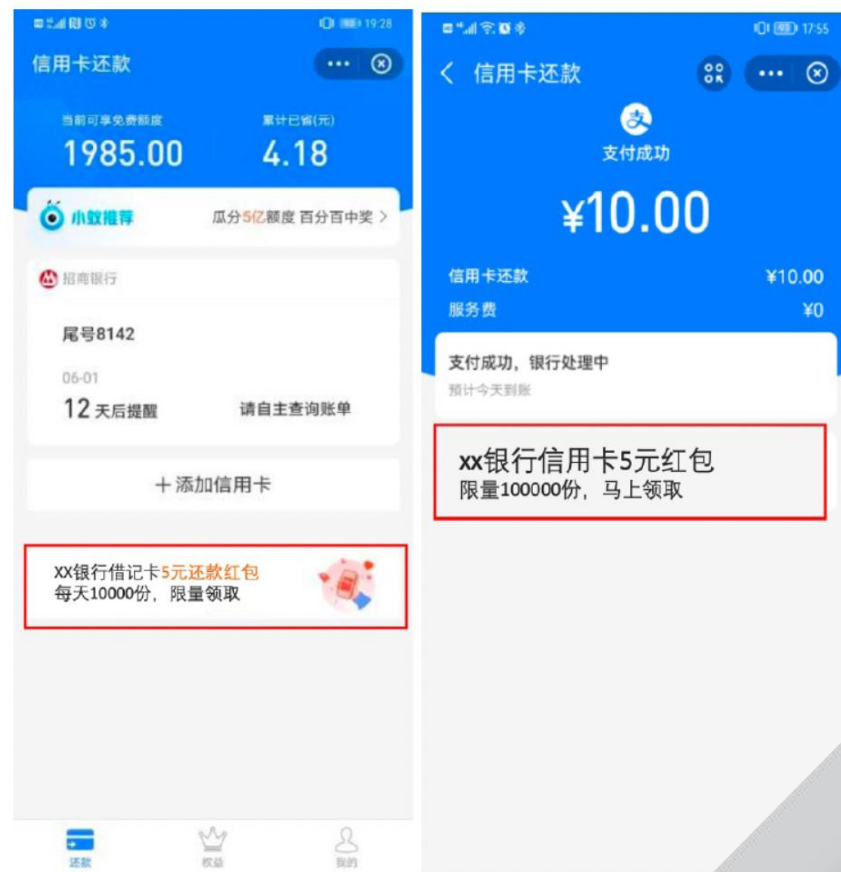 19:28
信用卡还款
当前可享免费额度
累计已省(元)
1985.00
4.18
小蚁推荐
瓜分5亿额度 百分百中奖 >
招商银行
尾号8142
06-01
12 天后提醒
请自主查询账单
+ 添加信用卡
XX银行借记卡5元还款红包
每天10000份，限量领取
还款
权益
我的
17:55
信用卡还款
支
支付成功
¥10.00
信用卡还款 ¥10.00
服务费 ¥0
支付成功，银行处理中
预计今天到账
xx银行信用卡5元红包
限量100000份，马上领取